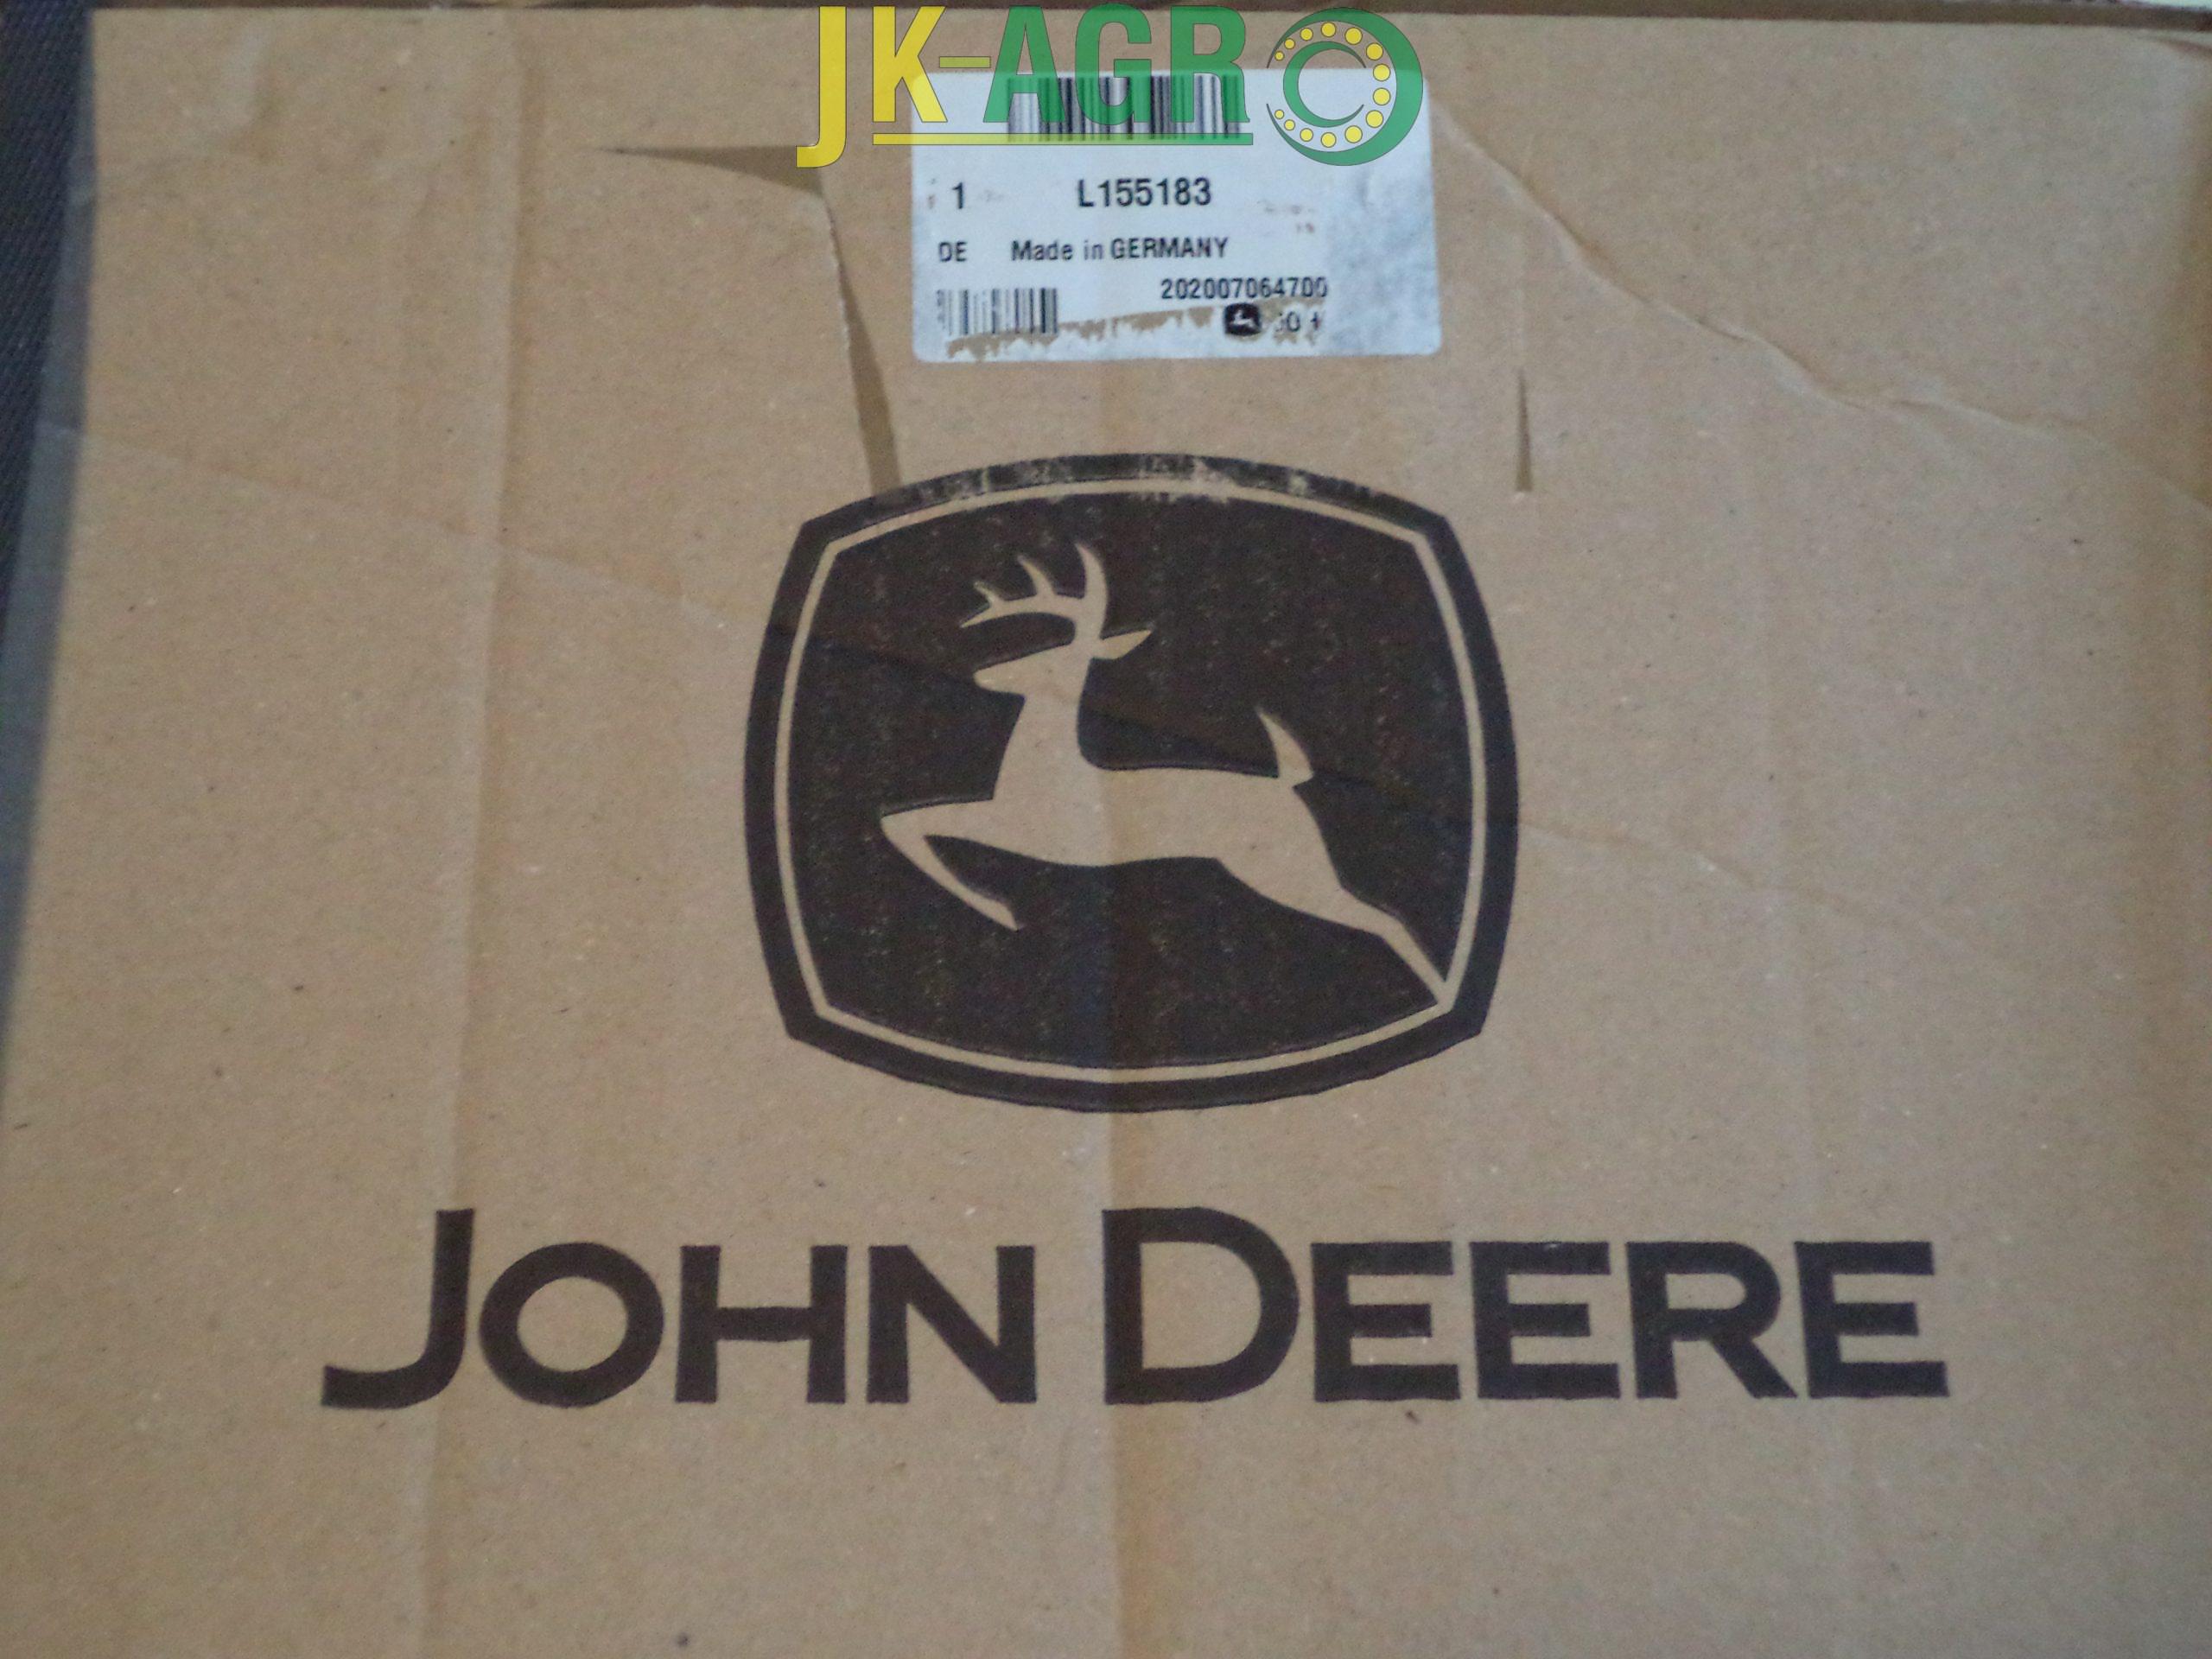 JK-AGRO
1 L155183
DE Made in GERMANY
202007064700
JOHN DEERE